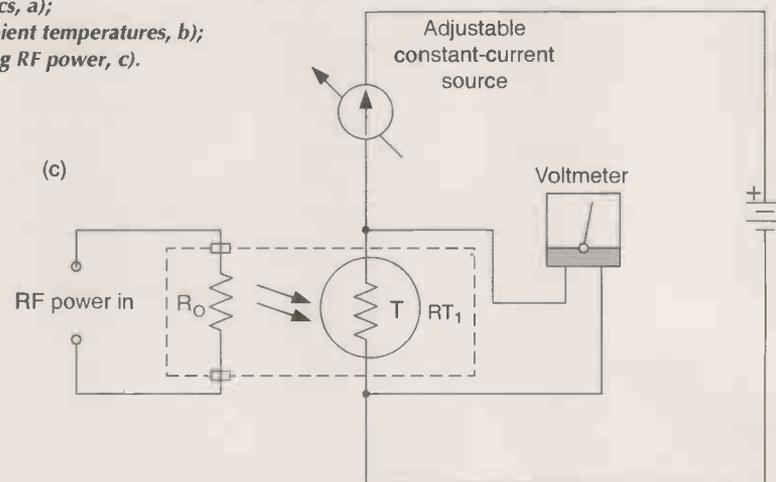 cs, a);
ient temperatures, b);
g RF power, c).
Adjustable
constant-current
source
(c)
Voltmeter
+
RF power in
RO
T
RT1